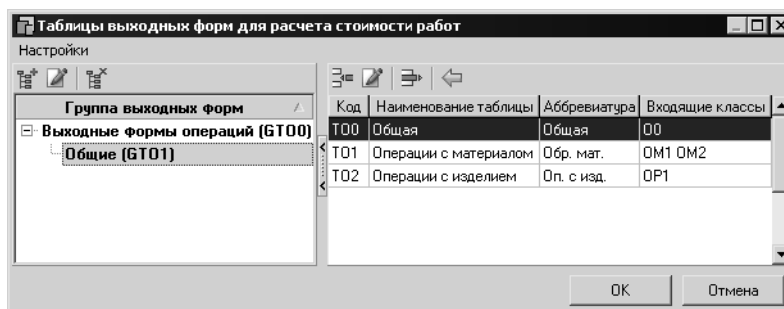 Таблицы выходных форм для расчета стоимости работ
Настройки
Группа выходных форм
Выходные формы операций (GT00)
Общие (GT01)
Код Наименование таблицы Аббревиатура Входящие классы
T00 Общая Общая O0
T01 Операции с материалом Обр. мат. OM1 OM2
T02 Операции с изделием Оп. с изд. OP1
OK Отмена